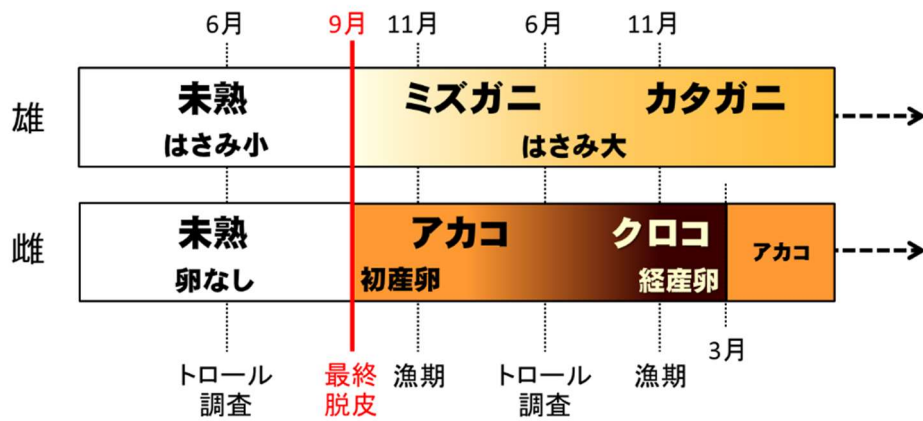 6月
9月
11月
6月
11月
雄
未熟
はさみ小
ミズガニ
カタガニ
はさみ大
雌
未熟
卵なし
アカコ
初産卵
クロコ
経産卵
アカコ
3月
トロール
調査
最終
脱皮
漁期
トロール
調査
漁期